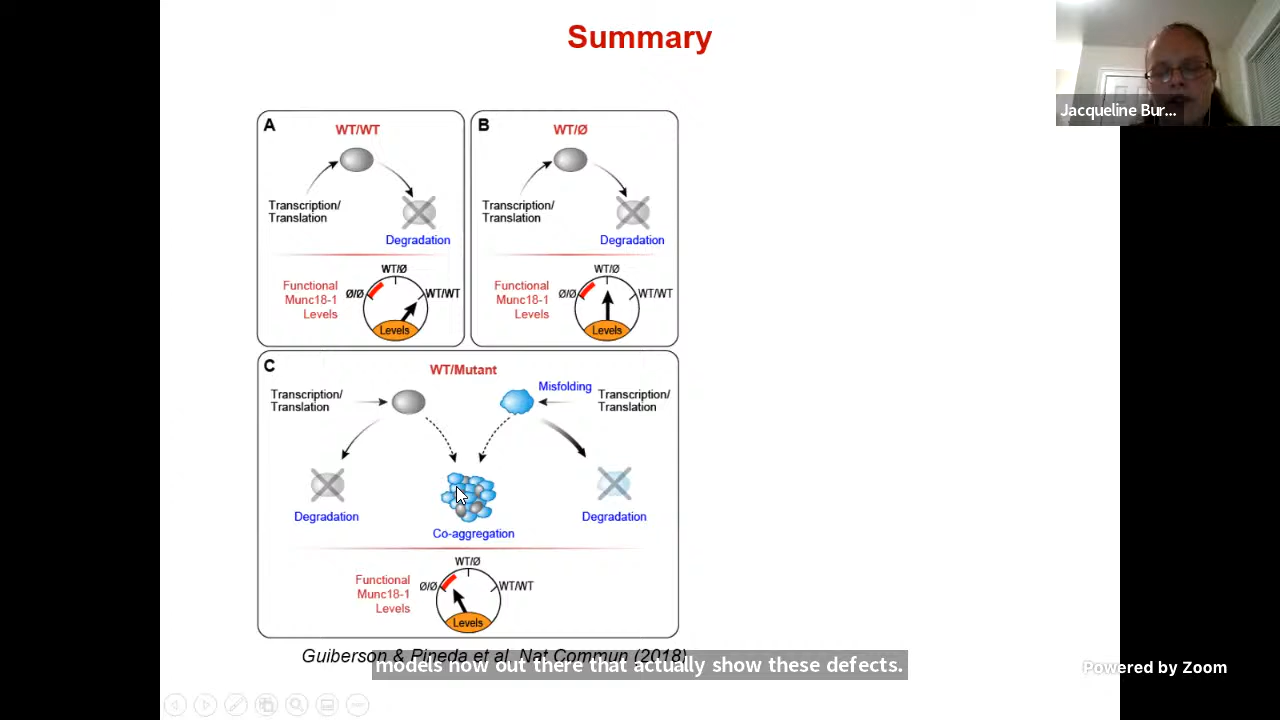 Summary
Jacqueline Bur...
A
WT/WT
Transcription/
Translation
Degradation
Functional
Munc18-1
Levels
Ø/Ø
WT/Ø
WT/WT
Levels
B
WT/Ø
Transcription/
Translation
Degradation
Functional
Munc18-1
Levels
Ø/Ø
WT/Ø
WT/WT
Levels
C
WT/Mutant
Transcription/
Translation
Misfolding
Transcription/
Translation
Degradation
Co-aggregation
Degradation
Functional
Munc18-1
Levels
Ø/Ø
WT/Ø
WT/WT
Levels
Guiberson & Pineda et al. Nat Commun (2018)
models now out there that actually show these defects.
Powered by Zoom